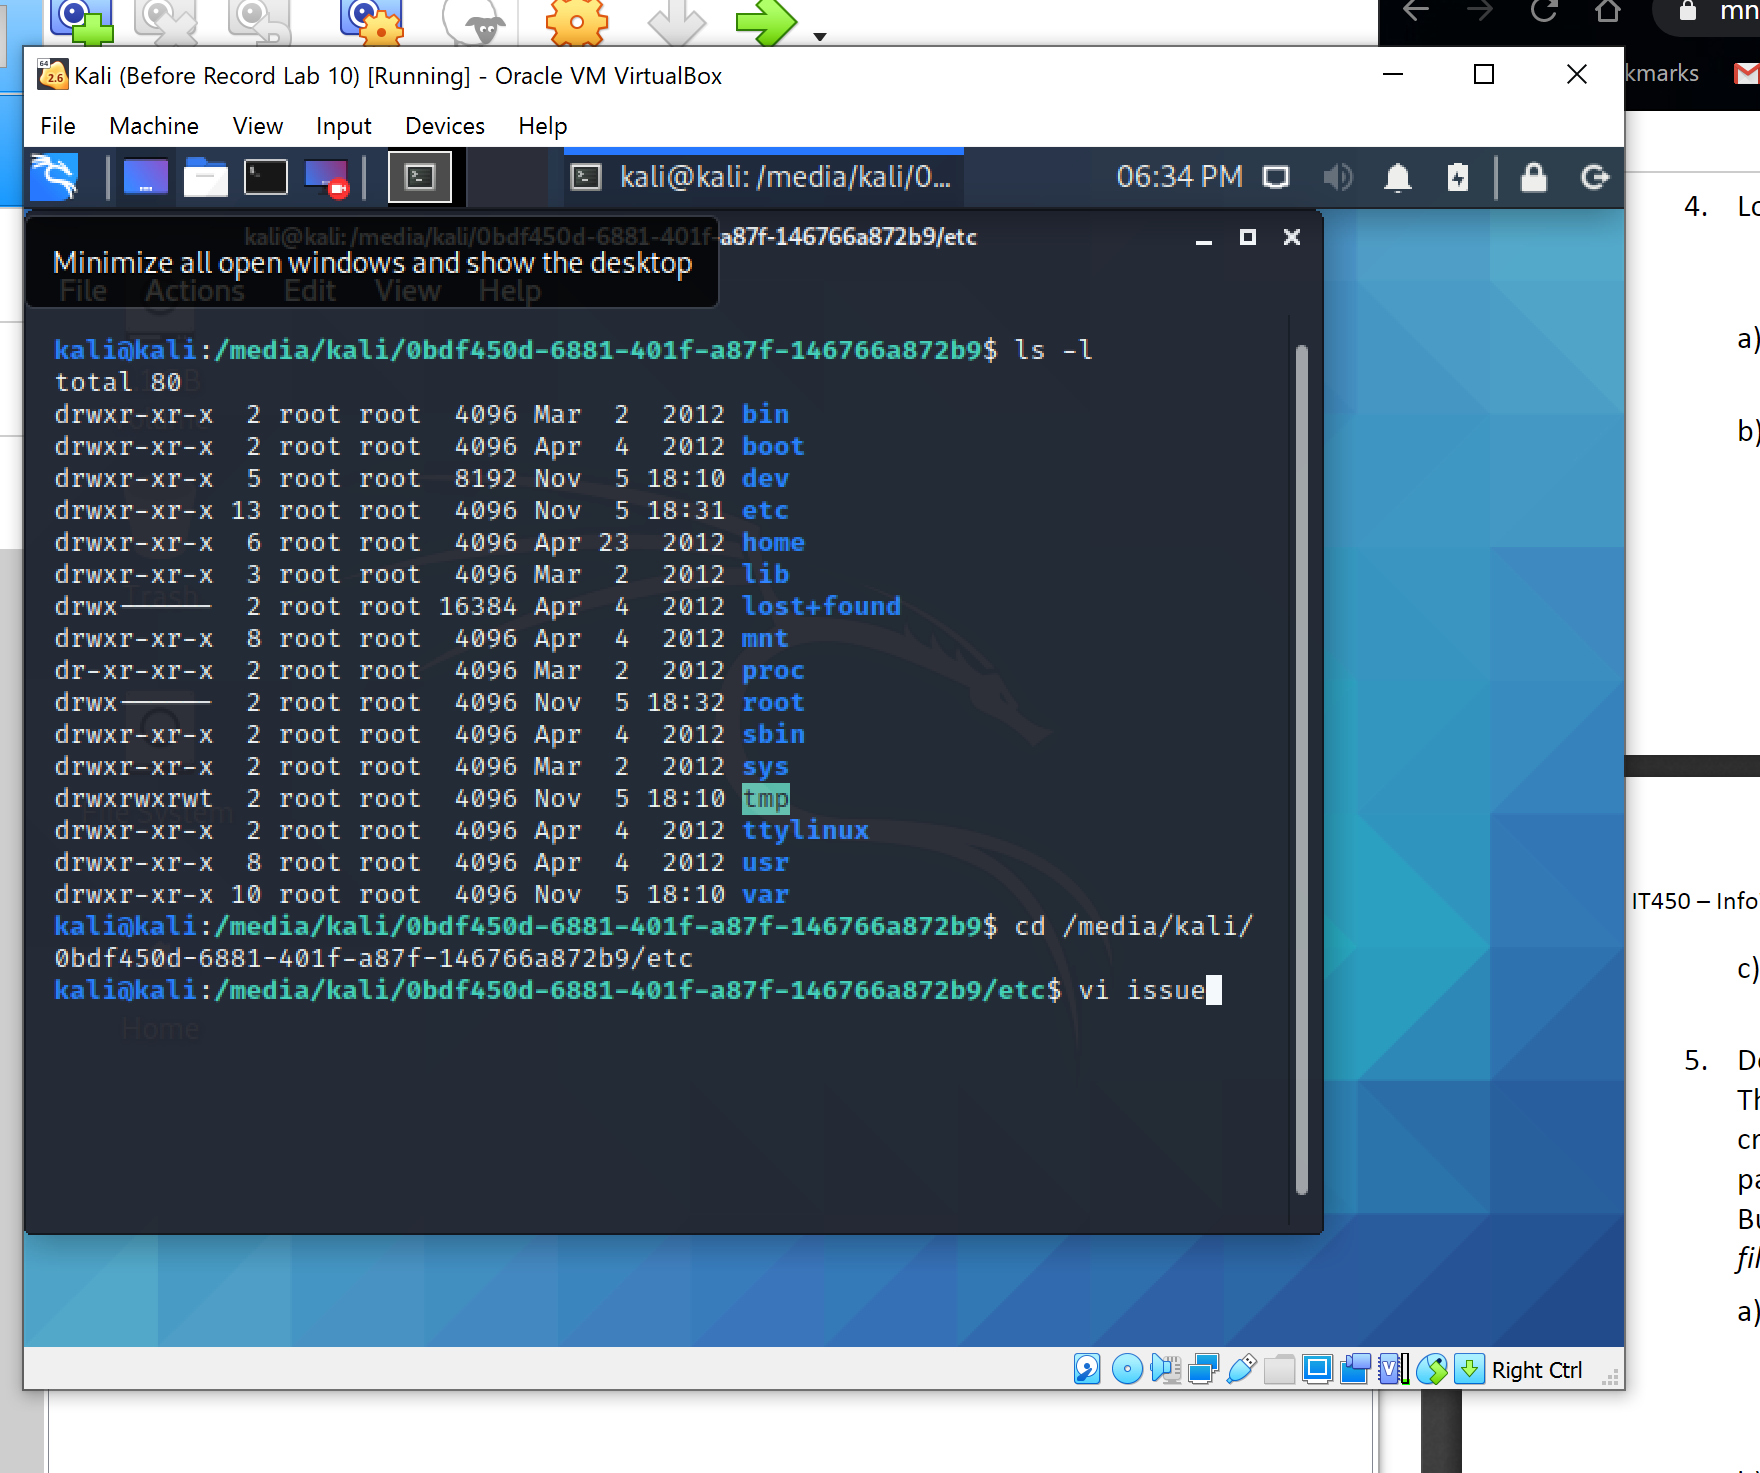 mn
kmarks
64
2.6
Kali (Before Record Lab 10) [Running] - Oracle VM VirtualBox
File Machine View Input Devices Help
kali@kali: /media/kali/0... 06:34 PM
kali@kali: /media/kali/0bdf450d-6881-401f-a87f-146766a872b9/etc
Minimize all open windows and show the desktop
File Actions Edit View Help
kali@kali:/media/kali/0bdf450d-6881-401f-a87f-146766a872b9$ ls -l
total 80
drwxr-xr-x 2 root root 4096 Mar 2 2012 bin
drwxr-xr-x 2 root root 4096 Apr 4 2012 boot
drwxr-xr-x 5 root root 8192 Nov 5 18:10 dev
drwxr-xr-x 13 root root 4096 Nov 5 18:31 etc
drwxr-xr-x 6 root root 4096 Apr 23 2012 home
drwxr-xr-x 3 root root 4096 Mar 2 2012 lib
drwx------ 2 root root 16384 Apr 4 2012 lost+found
drwxr-xr-x 8 root root 4096 Apr 4 2012 mnt
dr-xr-xr-x 2 root root 4096 Mar 2 2012 proc
drwx------ 2 root root 4096 Nov 5 18:32 root
drwxr-xr-x 2 root root 4096 Apr 4 2012 sbin
drwxr-xr-x 2 root root 4096 Mar 2 2012 sys
drwxrwxrwt 2 root root 4096 Nov 5 18:10 tmp
drwxr-xr-x 2 root root 4096 Apr 4 2012 ttylinux
drwxr-xr-x 8 root root 4096 Apr 4 2012 usr
drwxr-xr-x 10 root root 4096 Nov 5 18:10 var
kali@kali:/media/kali/0bdf450d-6881-401f-a87f-146766a872b9$ cd /media/kali/
0bdf450d-6881-401f-a87f-146766a872b9/etc
kali@kali:/media/kali/0bdf450d-6881-401f-a87f-146766a872b9/etc$ vi issue
Trash
File System
Home
Right Ctrl
4. Lo
a)
b)
IT450 – Info
c)
5. De
Th
cr
pa
Bu
fil
a)